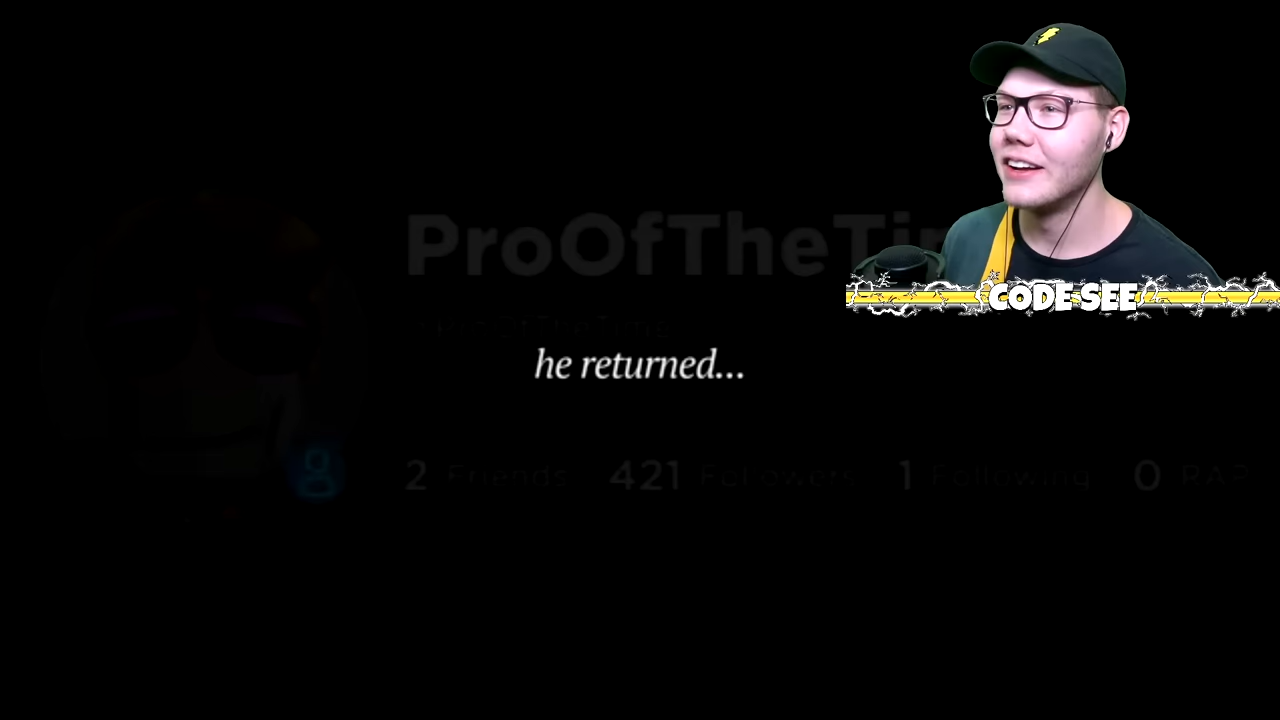 ProOfTheTi
CODE SEE
he returned...
2 Friends 421 Followers 1 Following 0 RAP